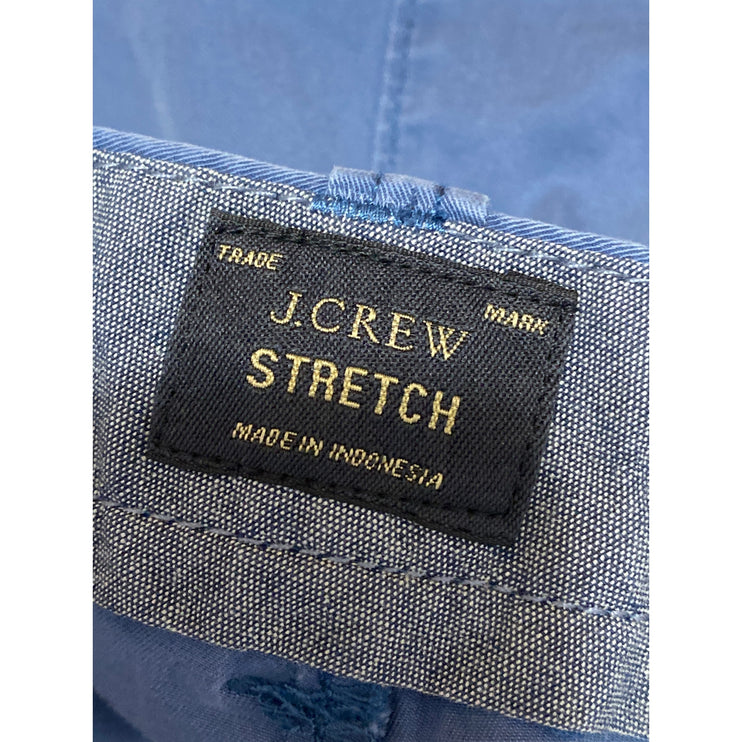 TRADE MARK
J.CREW
STRETCH
MADE IN INDONESIA